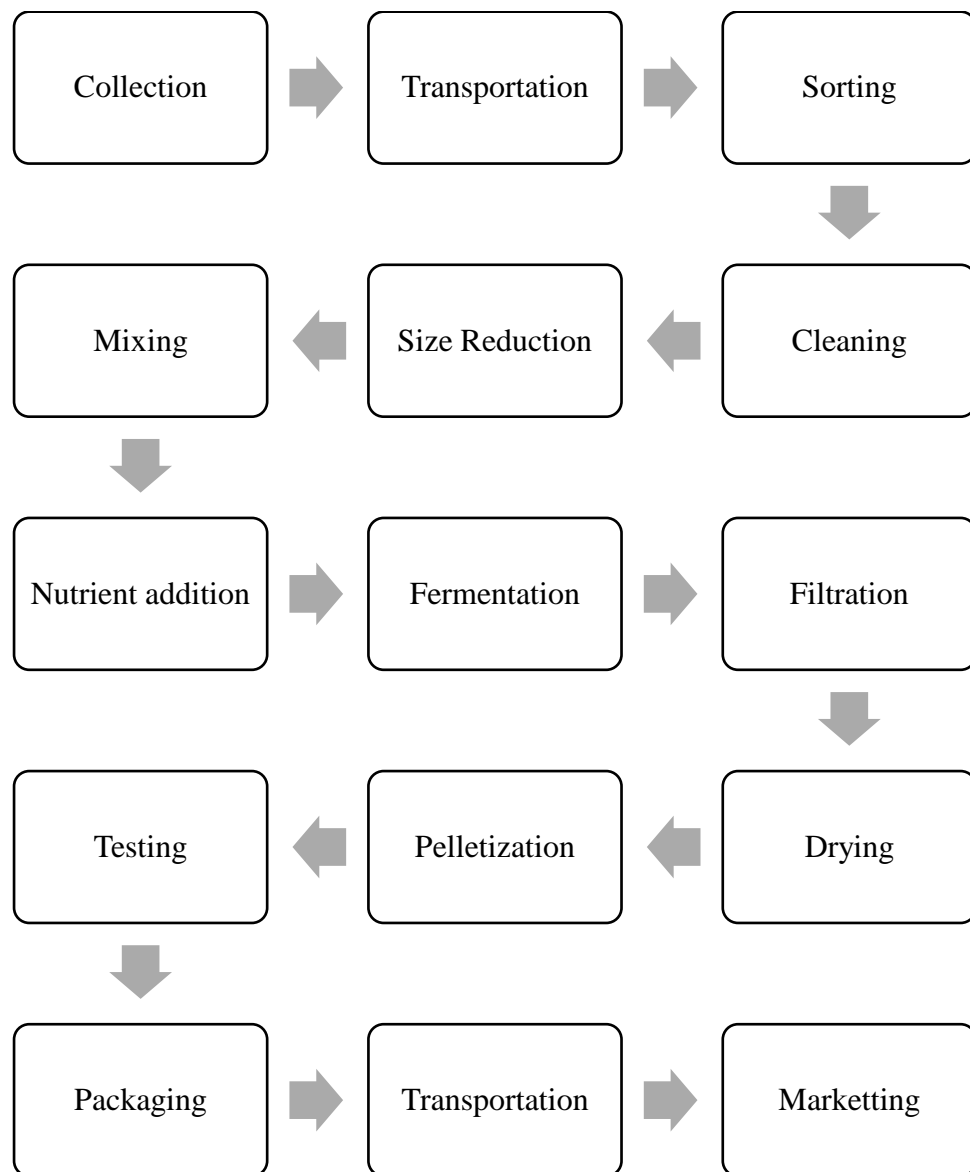 Collection
Transportation
Sorting
Cleaning
Size Reduction
Mixing
Nutrient addition
Fermentation
Filtration
Drying
Pelletization
Testing
Packaging
Transportation
Marketting